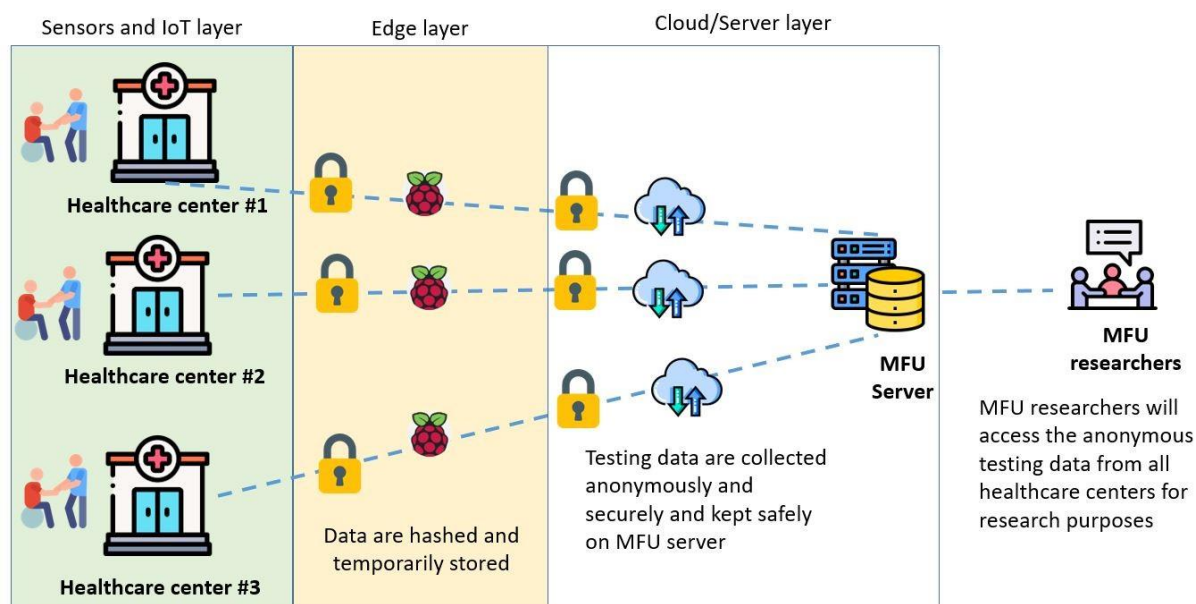 Sensors and IoT layer
Edge layer
Cloud/Server layer
Healthcare center #1
Healthcare center #2
Healthcare center #3
Data are hashed and
temporarily stored
Testing data are collected
anonymously and
securely and kept safely
on MFU server
MFU
Server
MFU
researchers
MFU researchers will
access the anonymous
testing data from all
healthcare centers for
research purposes